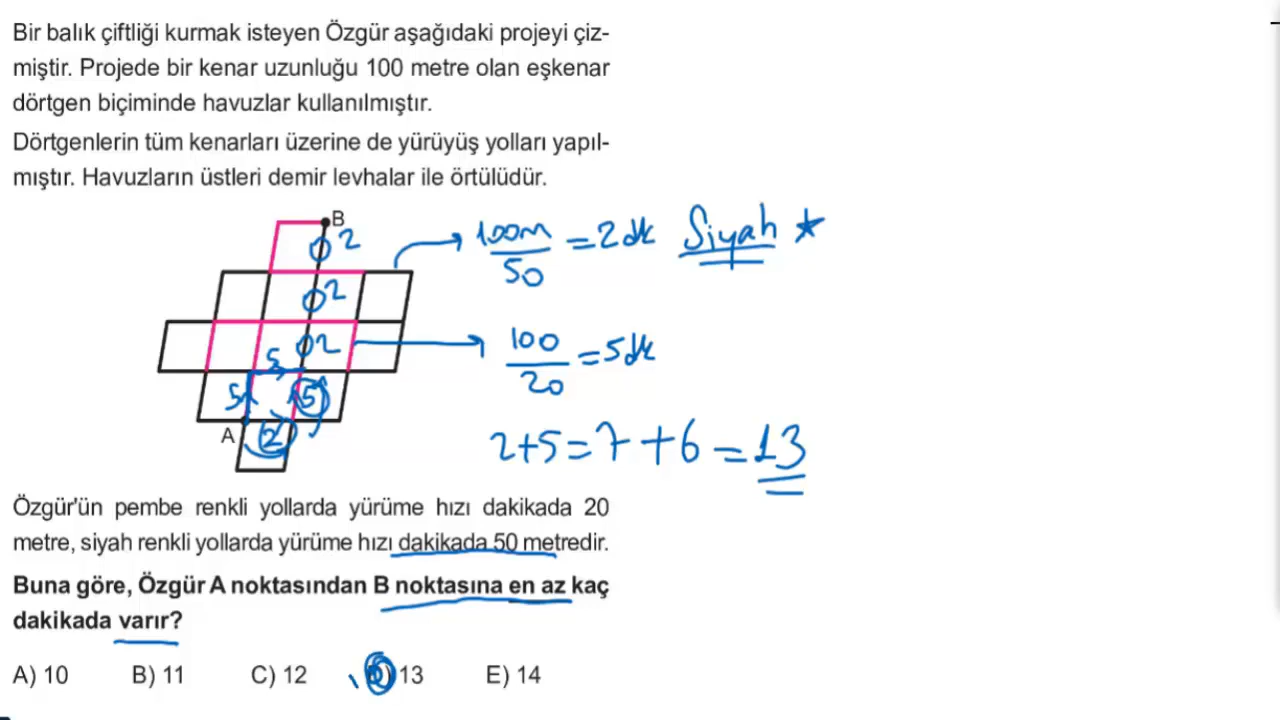 Bir balık çiftliği kurmak isteyen Özgür aşağıdaki projeyi çiz-
miştir. Projede bir kenar uzunluğu 100 metre olan eşkenar
dörtgen biçiminde havuzlar kullanılmıştır.
Dörtgenlerin tüm kenarları üzerine de yürüyüş yolları yapıl-
mıştır. Havuzların üstleri demir levhalar ile örtülüdür.
B
2
100m/50 = 2dk Siyah
2
2
100/20 = 5dk
5
5 5
A 2
2+5=7+6=13
Özgür'ün pembe renkli yollarda yürüme hızı dakikada 20
metre, siyah renkli yollarda yürüme hızı dakikada 50 metredir.
Buna göre, Özgür A noktasından B noktasına en az kaç
dakikada varır?
A) 10 B) 11 C) 12 D) 13 E) 14